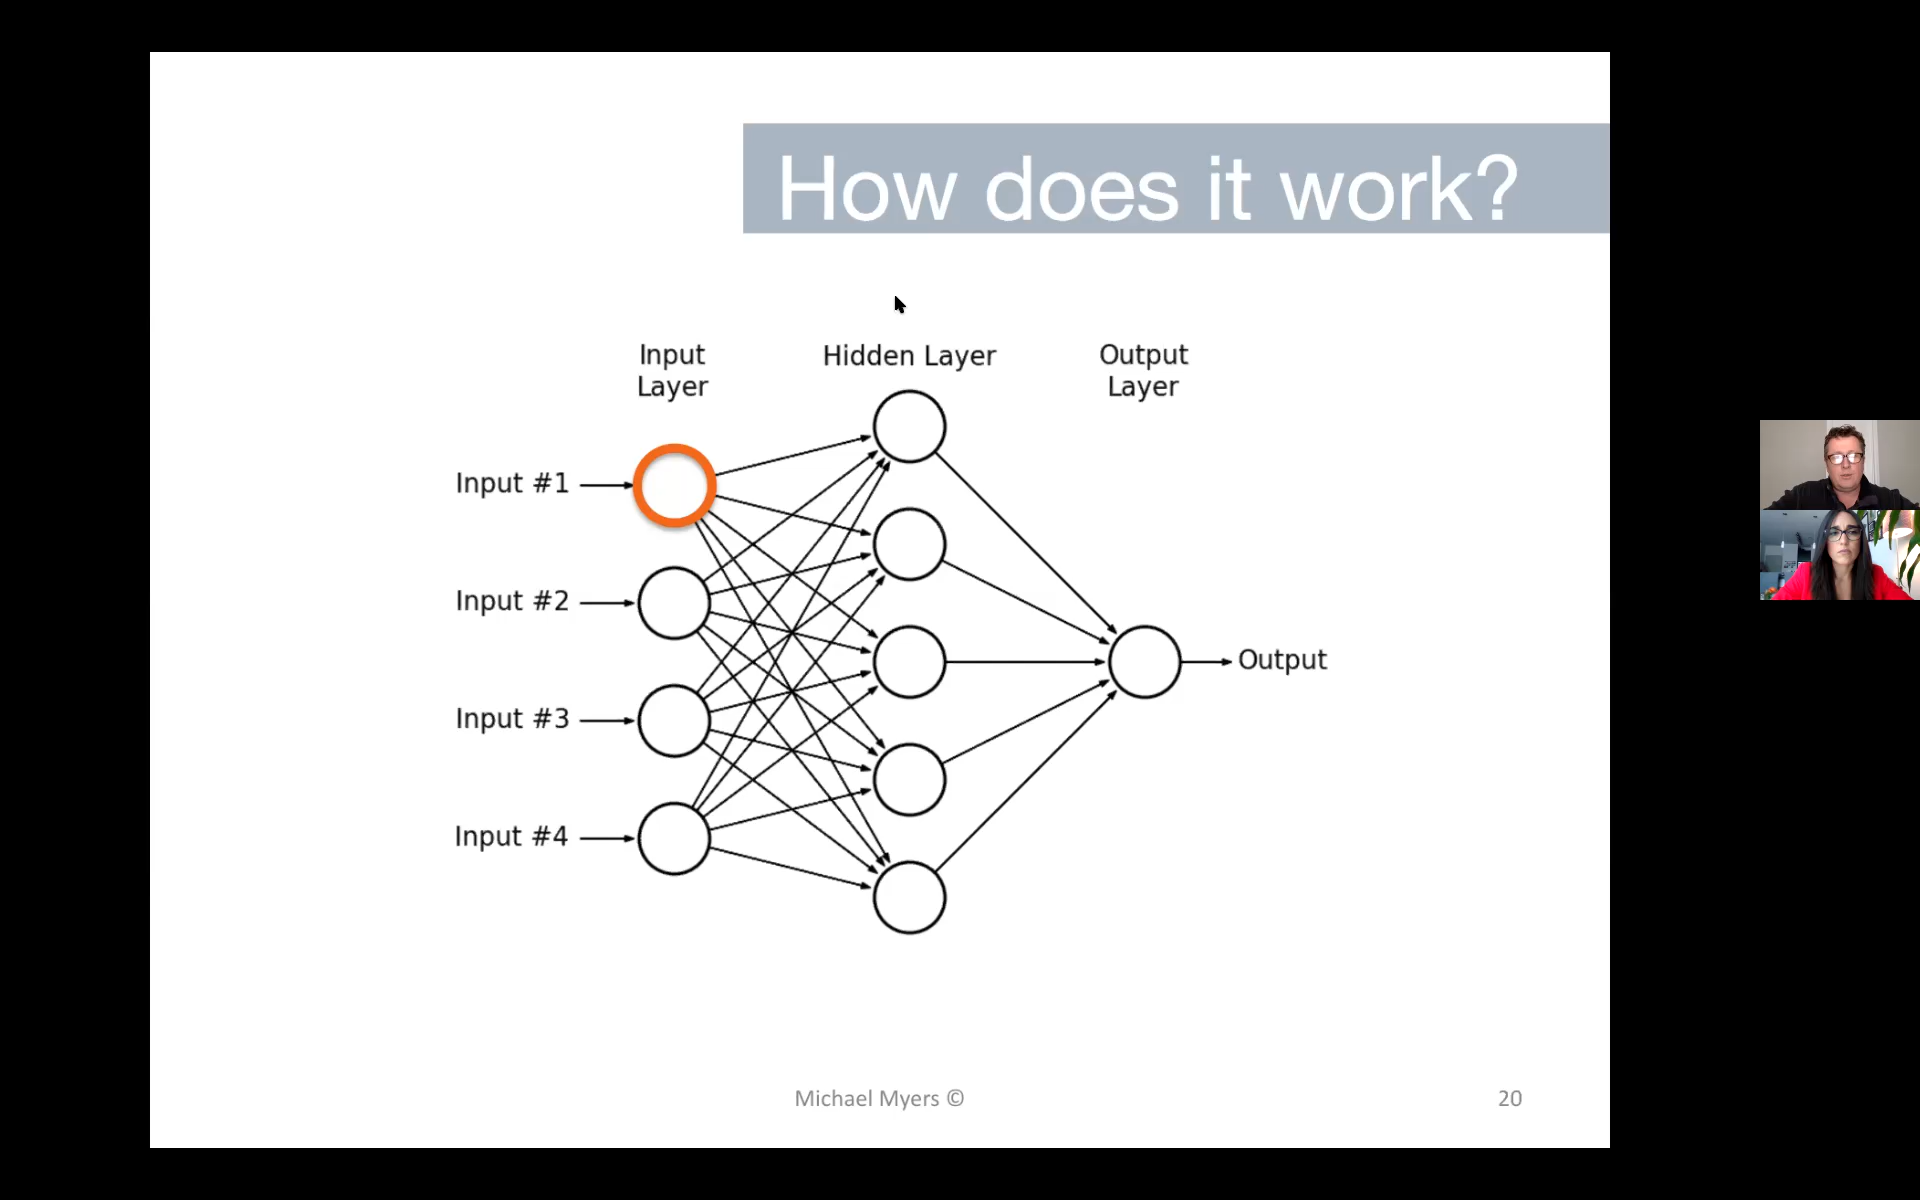 How does it work?
Input
Layer
Hidden Layer
Output
Layer
Input #1
Input #2
Input #3
Input #4
Output
Michael Myers ©
20